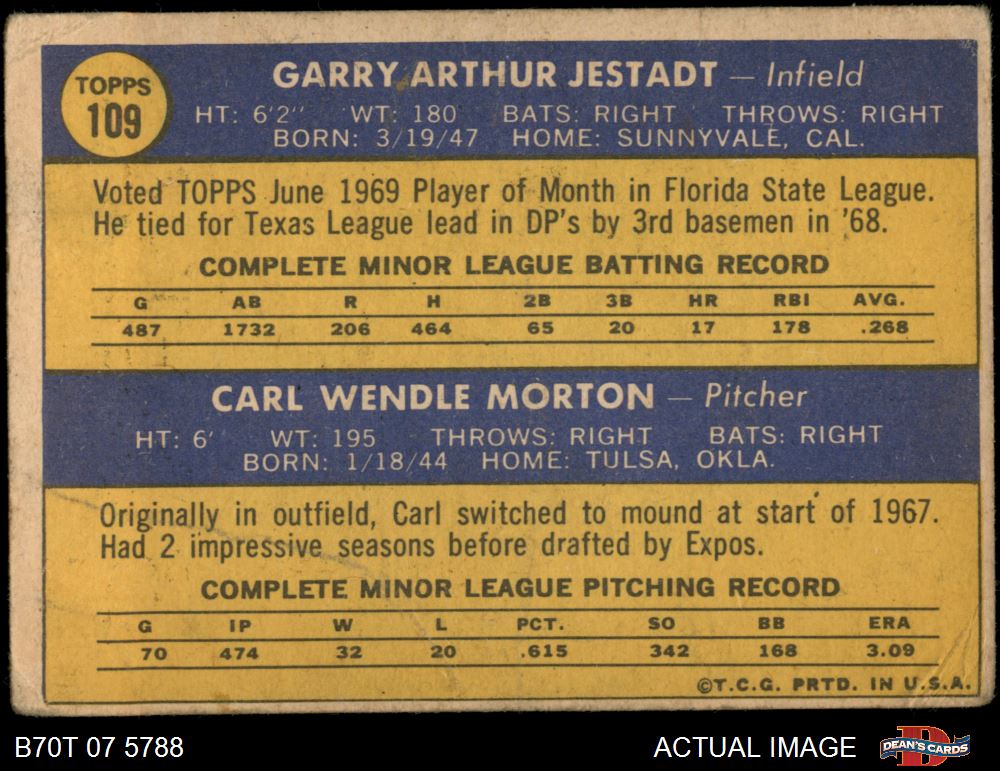 TOPPS
109
GARRY ARTHUR JESTADT — Infield
HT: 6'2" WT: 180 BATS: RIGHT THROWS: RIGHT
BORN: 3/19/47 HOME: SUNNYVALE, CAL.
Voted TOPPS June 1969 Player of Month in Florida State League.
He tied for Texas League lead in DP's by 3rd basemen in '68.
COMPLETE MINOR LEAGUE BATTING RECORD
G AB R H 2B 3B HR RBI AVG.
487 1732 206 464 65 20 17 178 .268
CARL WENDLE MORTON — Pitcher
HT: 6' WT: 195 THROWS: RIGHT BATS: RIGHT
BORN: 1/18/44 HOME: TULSA, OKLA.
Originally in outfield, Carl switched to mound at start of 1967.
Had 2 impressive seasons before drafted by Expos.
COMPLETE MINOR LEAGUE PITCHING RECORD
G IP W L PCT. SO BB ERA
70 474 32 20 .615 342 168 3.09
©T.C.G. PRTD. IN U.S.A.
B70T 07 5788 ACTUAL IMAGE DEAN'S CARDS